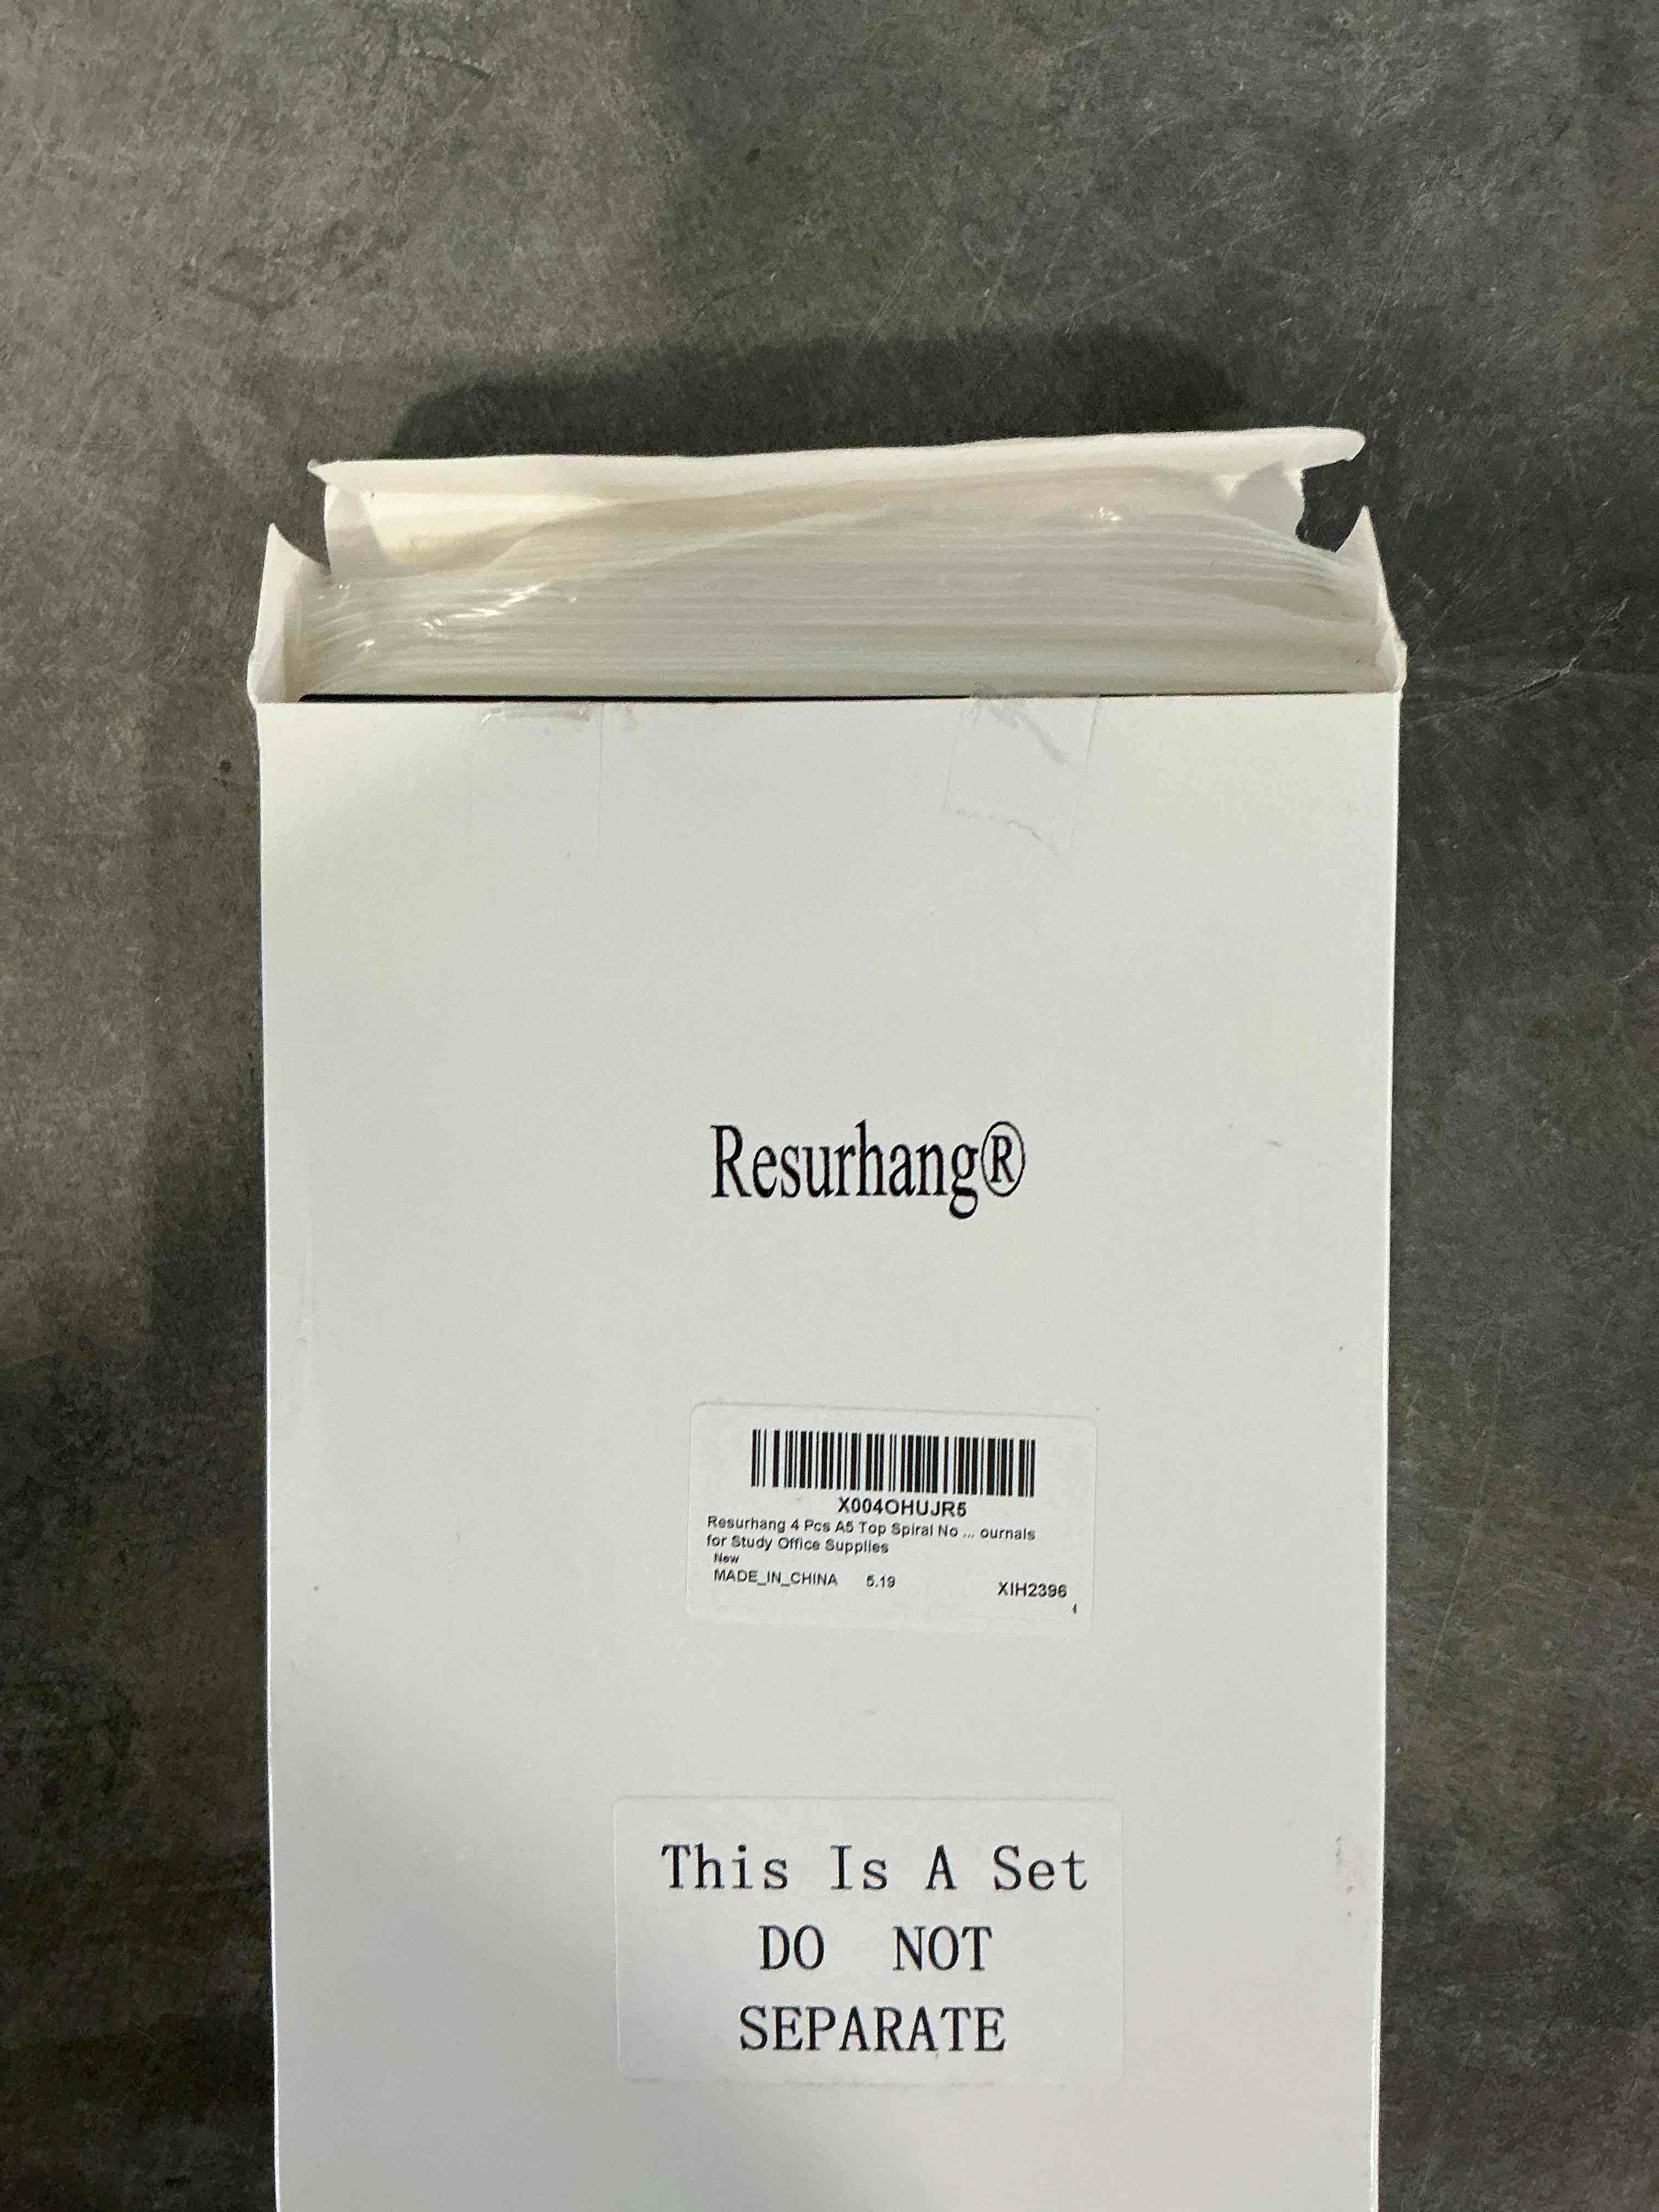 Resurhang®
X004OHUJR5
Resurhang 4 Pcs A5 Top Spiral No ... ournals
for Study Office Supplies
New
MADE_IN_CHINA 5.19 XIH2396
This Is A Set
DO NOT
SEPARATE